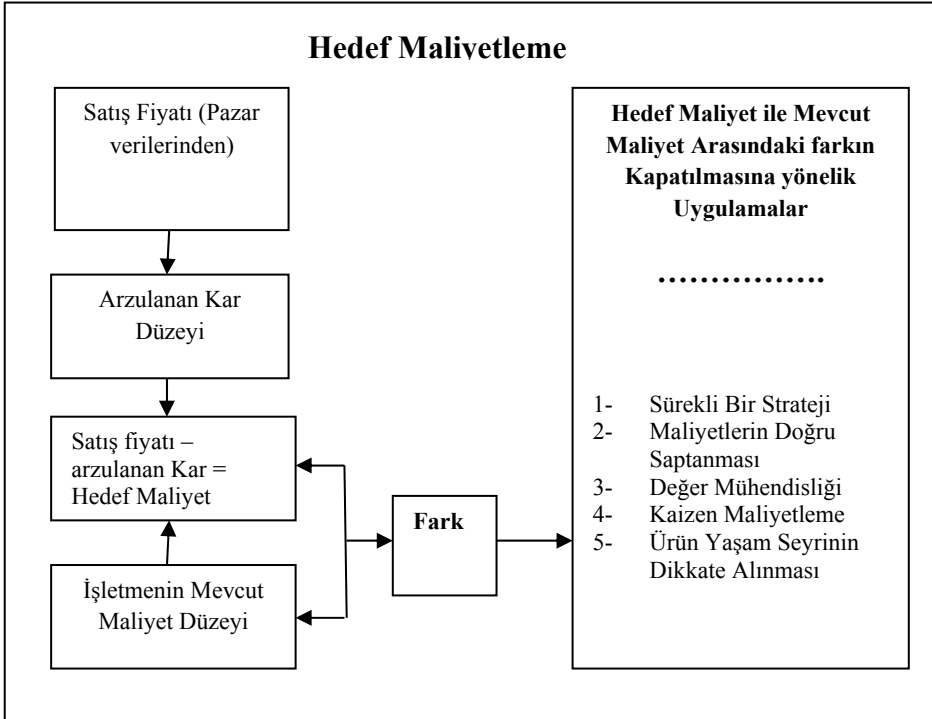 Hedef Malivetleme
Satış Fiyatı (Pazar
verilerinden)
Arzulanan Kar
Düzeyi
Satış fiyatı –
arzulanan Kar =
Hedef Maliyet
İşletmenin Mevcut
Maliyet Düzeyi
Fark
Hedef Maliyet ile Mevcut
Maliyet Arasındaki farkın
Kapatılmasına yönelik
Uygulamalar
…………….
1- Sürekli Bir Strateji
2- Maliyetlerin Doğru
Saptanması
3- Değer Mühendisliği
4- Kaizen Maliyetleme
5- Ürün Yaşam Seyrinin
Dikkate Alınması